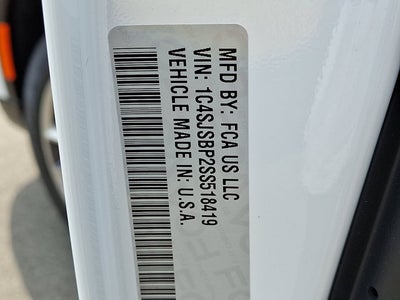 MFD BY: FCA US LLC
VIN: 1C4SJSBP2SS518419
VEHICLE MADE IN: U.S.A.